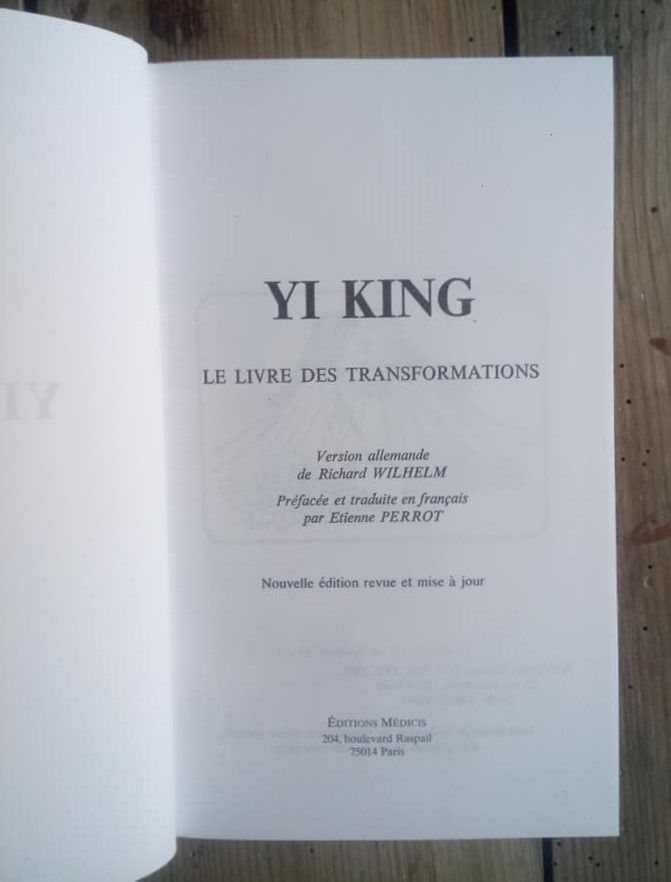 YI KING
LE LIVRE DES TRANSFORMATIONS
Version allemande
de Richard WILHELM
Préfacée et traduite en français
par Etienne PERROT
Nouvelle édition revue et mise à jour
ÉDITIONS MÉDICIS
204, boulevard Raspail
75014 Paris